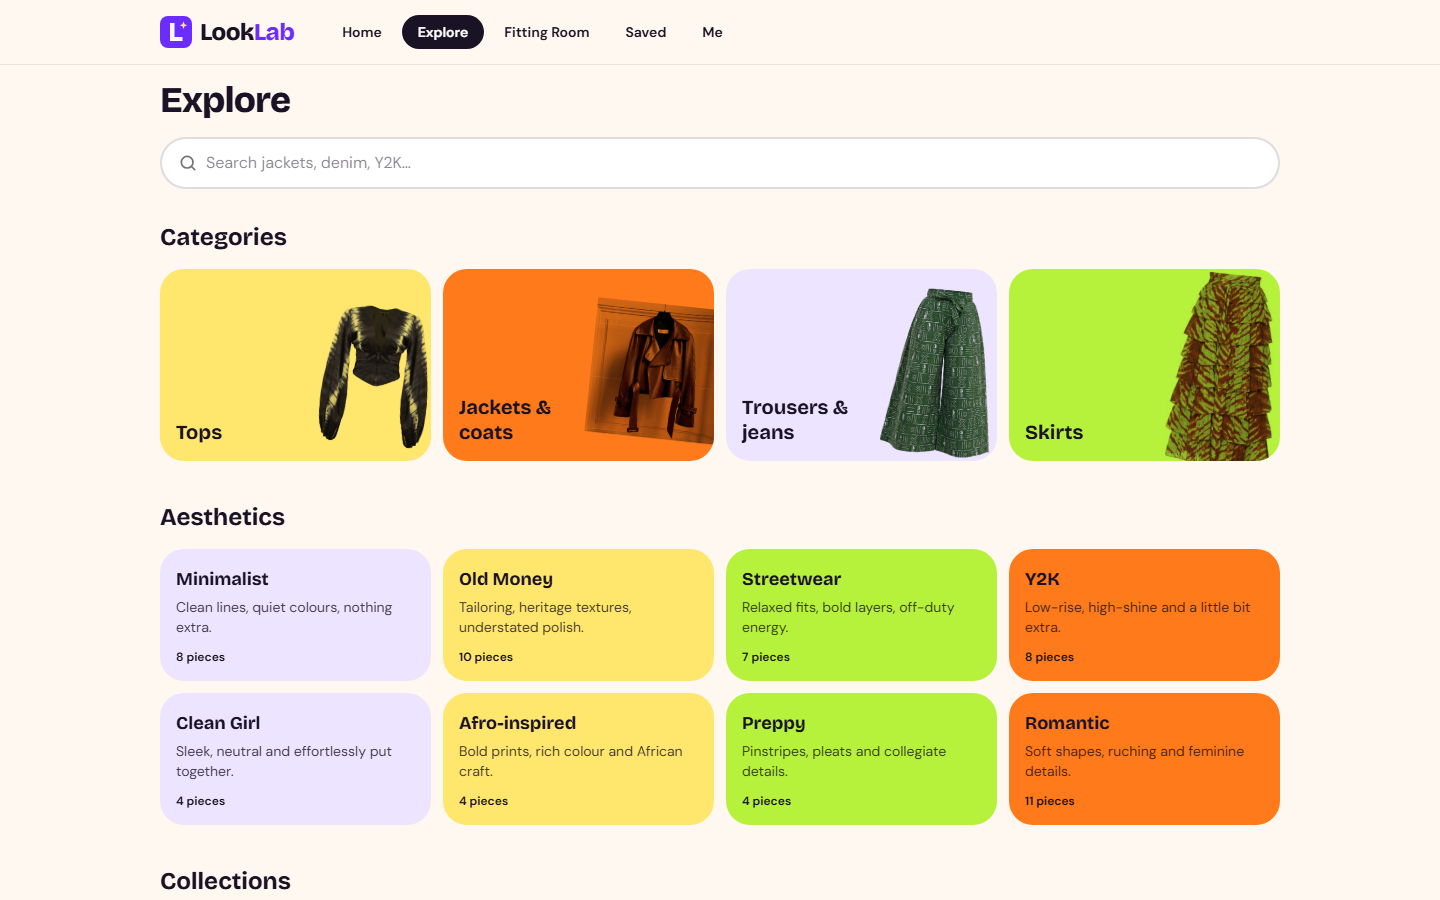 LookLab
Home
Explore
Fitting Room
Saved
Me
Explore
Search jackets, denim, Y2K...
Categories
Tops
Jackets &
coats
Trousers &
jeans
Skirts
Aesthetics
Minimalist
Clean lines, quiet colours, nothing
extra.
8 pieces
Old Money
Tailoring, heritage textures,
understated polish.
10 pieces
Streetwear
Relaxed fits, bold layers, off-duty
energy.
7 pieces
Y2K
Low-rise, high-shine and a little bit
extra.
8 pieces
Clean Girl
Sleek, neutral and effortlessly put
together.
4 pieces
Afro-inspired
Bold prints, rich colour and African
craft.
4 pieces
Preppy
Pinstripes, pleats and collegiate
details.
4 pieces
Romantic
Soft shapes, ruching and feminine
details.
11 pieces
Collections